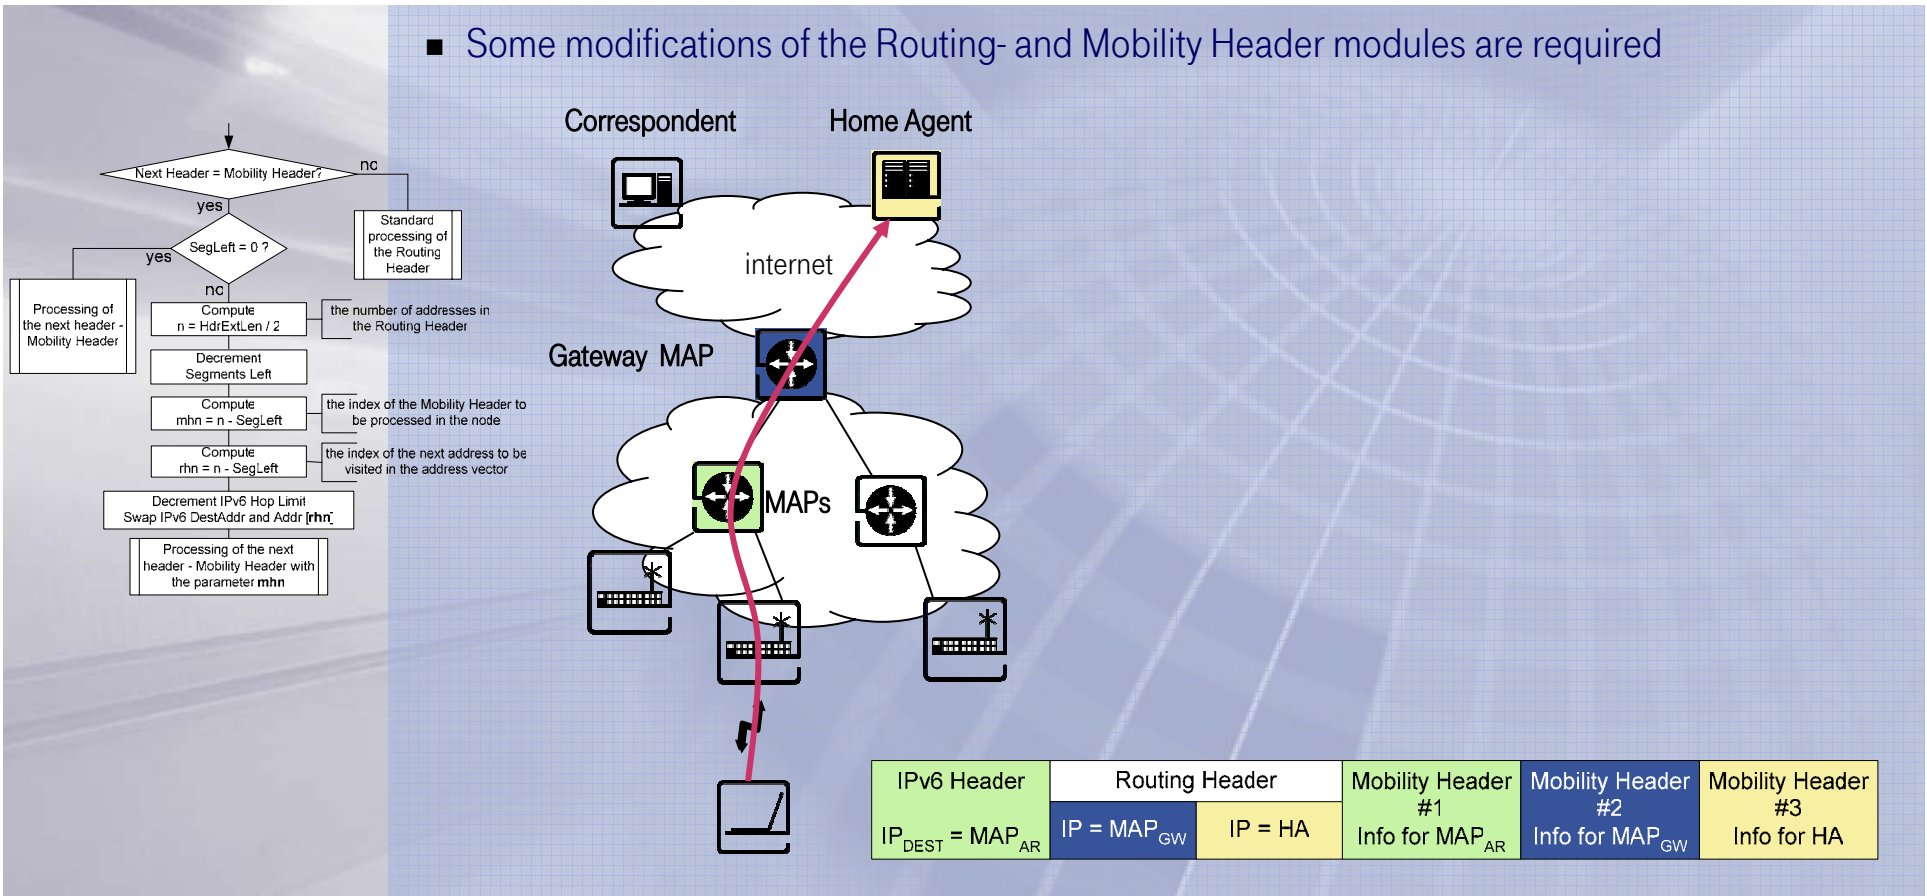 ■ Some modifications of the Routing- and Mobility Header modules are required
Next Header = Mobility Header?
no
yes
Standard
processing of
the Routing
Header
SegLeft = 0 ?
yes
no
Processing of
the next header -
Mobility Header
Compute
n = HdrExtLen / 2
the number of addresses in
the Routing Header
Decrement
Segments Left
Compute
mhn = n - SegLeft
the index of the Mobility Header to
be processed in the node
Compute
rhn = n - SegLeft
the index of the next address to be
visited in the address vector
Decrement IPv6 Hop Limit
Swap IPv6 DestAddr and Addr [rhn]
Processing of the next
header - Mobility Header with
the parameter mhn
Correspondent
Home Agent
internet
Gateway MAP
MAPs
IPv6 Header
IP_DEST = MAP_AR
Routing Header
IP = MAP_GW
IP = HA
Mobility Header
#1
Info for MAP_AR
Mobility Header
#2
Info for MAP_GW
Mobility Header
#3
Info for HA